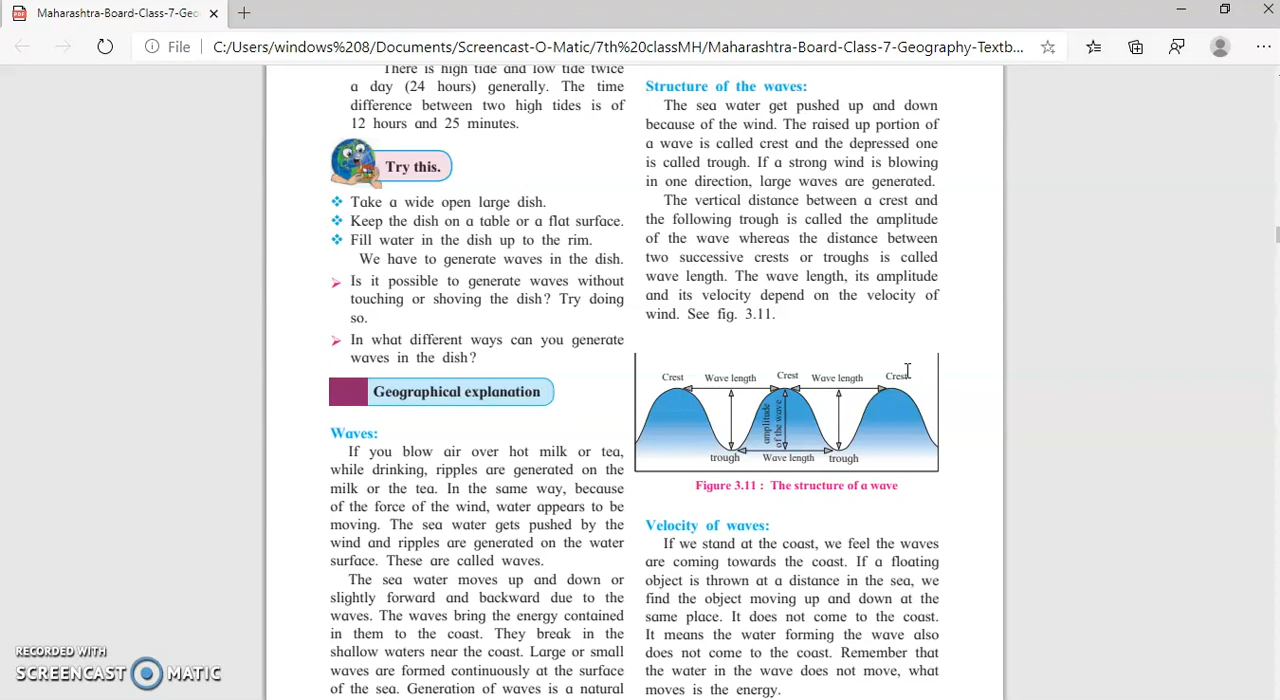 Maharashtra-Board-Class-7-Geo
File
C:/Users/windows%208/Documents/Screencast-O-Matic/7th%20classMH/Maharashtra-Board-Class-7-Geography-Textb...
There is high tide and low tide twice
a day (24 hours) generally. The time
difference between two high tides is of
12 hours and 25 minutes.
Try this.
Take a wide open large dish.
Keep the dish on a table or a flat surface.
Fill water in the dish up to the rim.
We have to generate waves in the dish.
Is it possible to generate waves without
touching or shoving the dish? Try doing
so.
In what different ways can you generate
waves in the dish?
Geographical explanation
Waves:
If you blow air over hot milk or tea,
while drinking, ripples are generated on the
milk or the tea. In the same way, because
of the force of the wind, water appears to be
moving. The sea water gets pushed by the
wind and ripples are generated on the water
surface. These are called waves.
The sea water moves up and down or
slightly forward and backward due to the
waves. The waves bring the energy contained
in them to the coast. They break in the
shallow waters near the coast. Large or small
waves are formed continuously at the surface
of the sea. Generation of waves is a natural
Structure of the waves:
The sea water get pushed up and down
because of the wind. The raised up portion of
a wave is called crest and the depressed one
is called trough. If a strong wind is blowing
in one direction, large waves are generated.
The vertical distance between a crest and
the following trough is called the amplitude
of the wave whereas the distance between
two successive crests or troughs is called
wave length. The wave length, its amplitude
and its velocity depend on the velocity of
wind. See fig. 3.11.
Crest Wave length Crest Wave length Crest
amplitude
of the wave
trough Wave length trough
Figure 3.11 : The structure of a wave
Velocity of waves:
If we stand at the coast, we feel the waves
are coming towards the coast. If a floating
object is thrown at a distance in the sea, we
find the object moving up and down at the
same place. It does not come to the coast.
It means the water forming the wave also
does not come to the coast. Remember that
the water in the wave does not move, what
moves is the energy.
RECORDED WITH
SCREENCAST MATIC